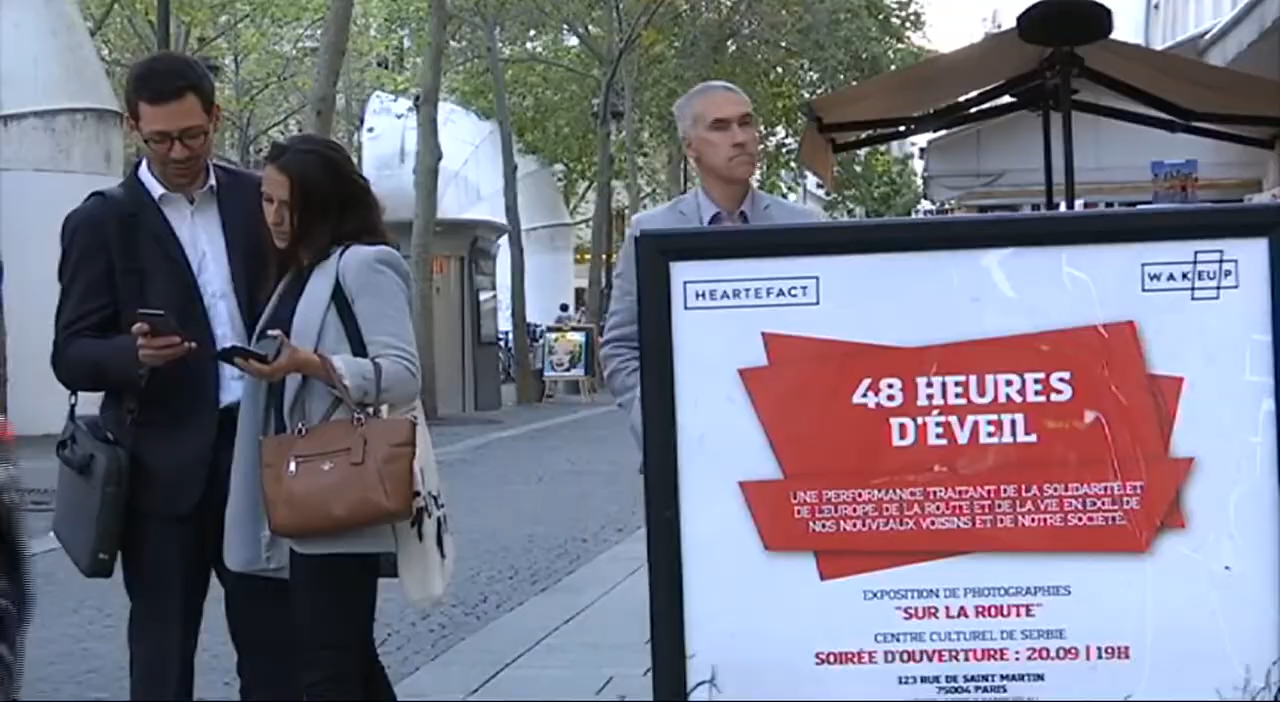 HEARTEFACT
WAKEUP
48 HEURES
D'ÉVEIL
UNE PERFORMANCE TRAITANT DE LA SOLIDARITÉ ET
DE L'EUROPE, DE LA ROUTE ET DE LA VIE EN EXIL, DE
NOS NOUVEAUX VOISINS ET DE NOTRE SOCIÉTÉ.
EXPOSITION DE PHOTOGRAPHIES
"SUR LA ROUTE"
CENTRE CULTUREL DE SERBIE
SOIRÉE D'OUVERTURE : 20.09 | 19H
123 RUE DE SAINT MARTIN
75004 PARIS